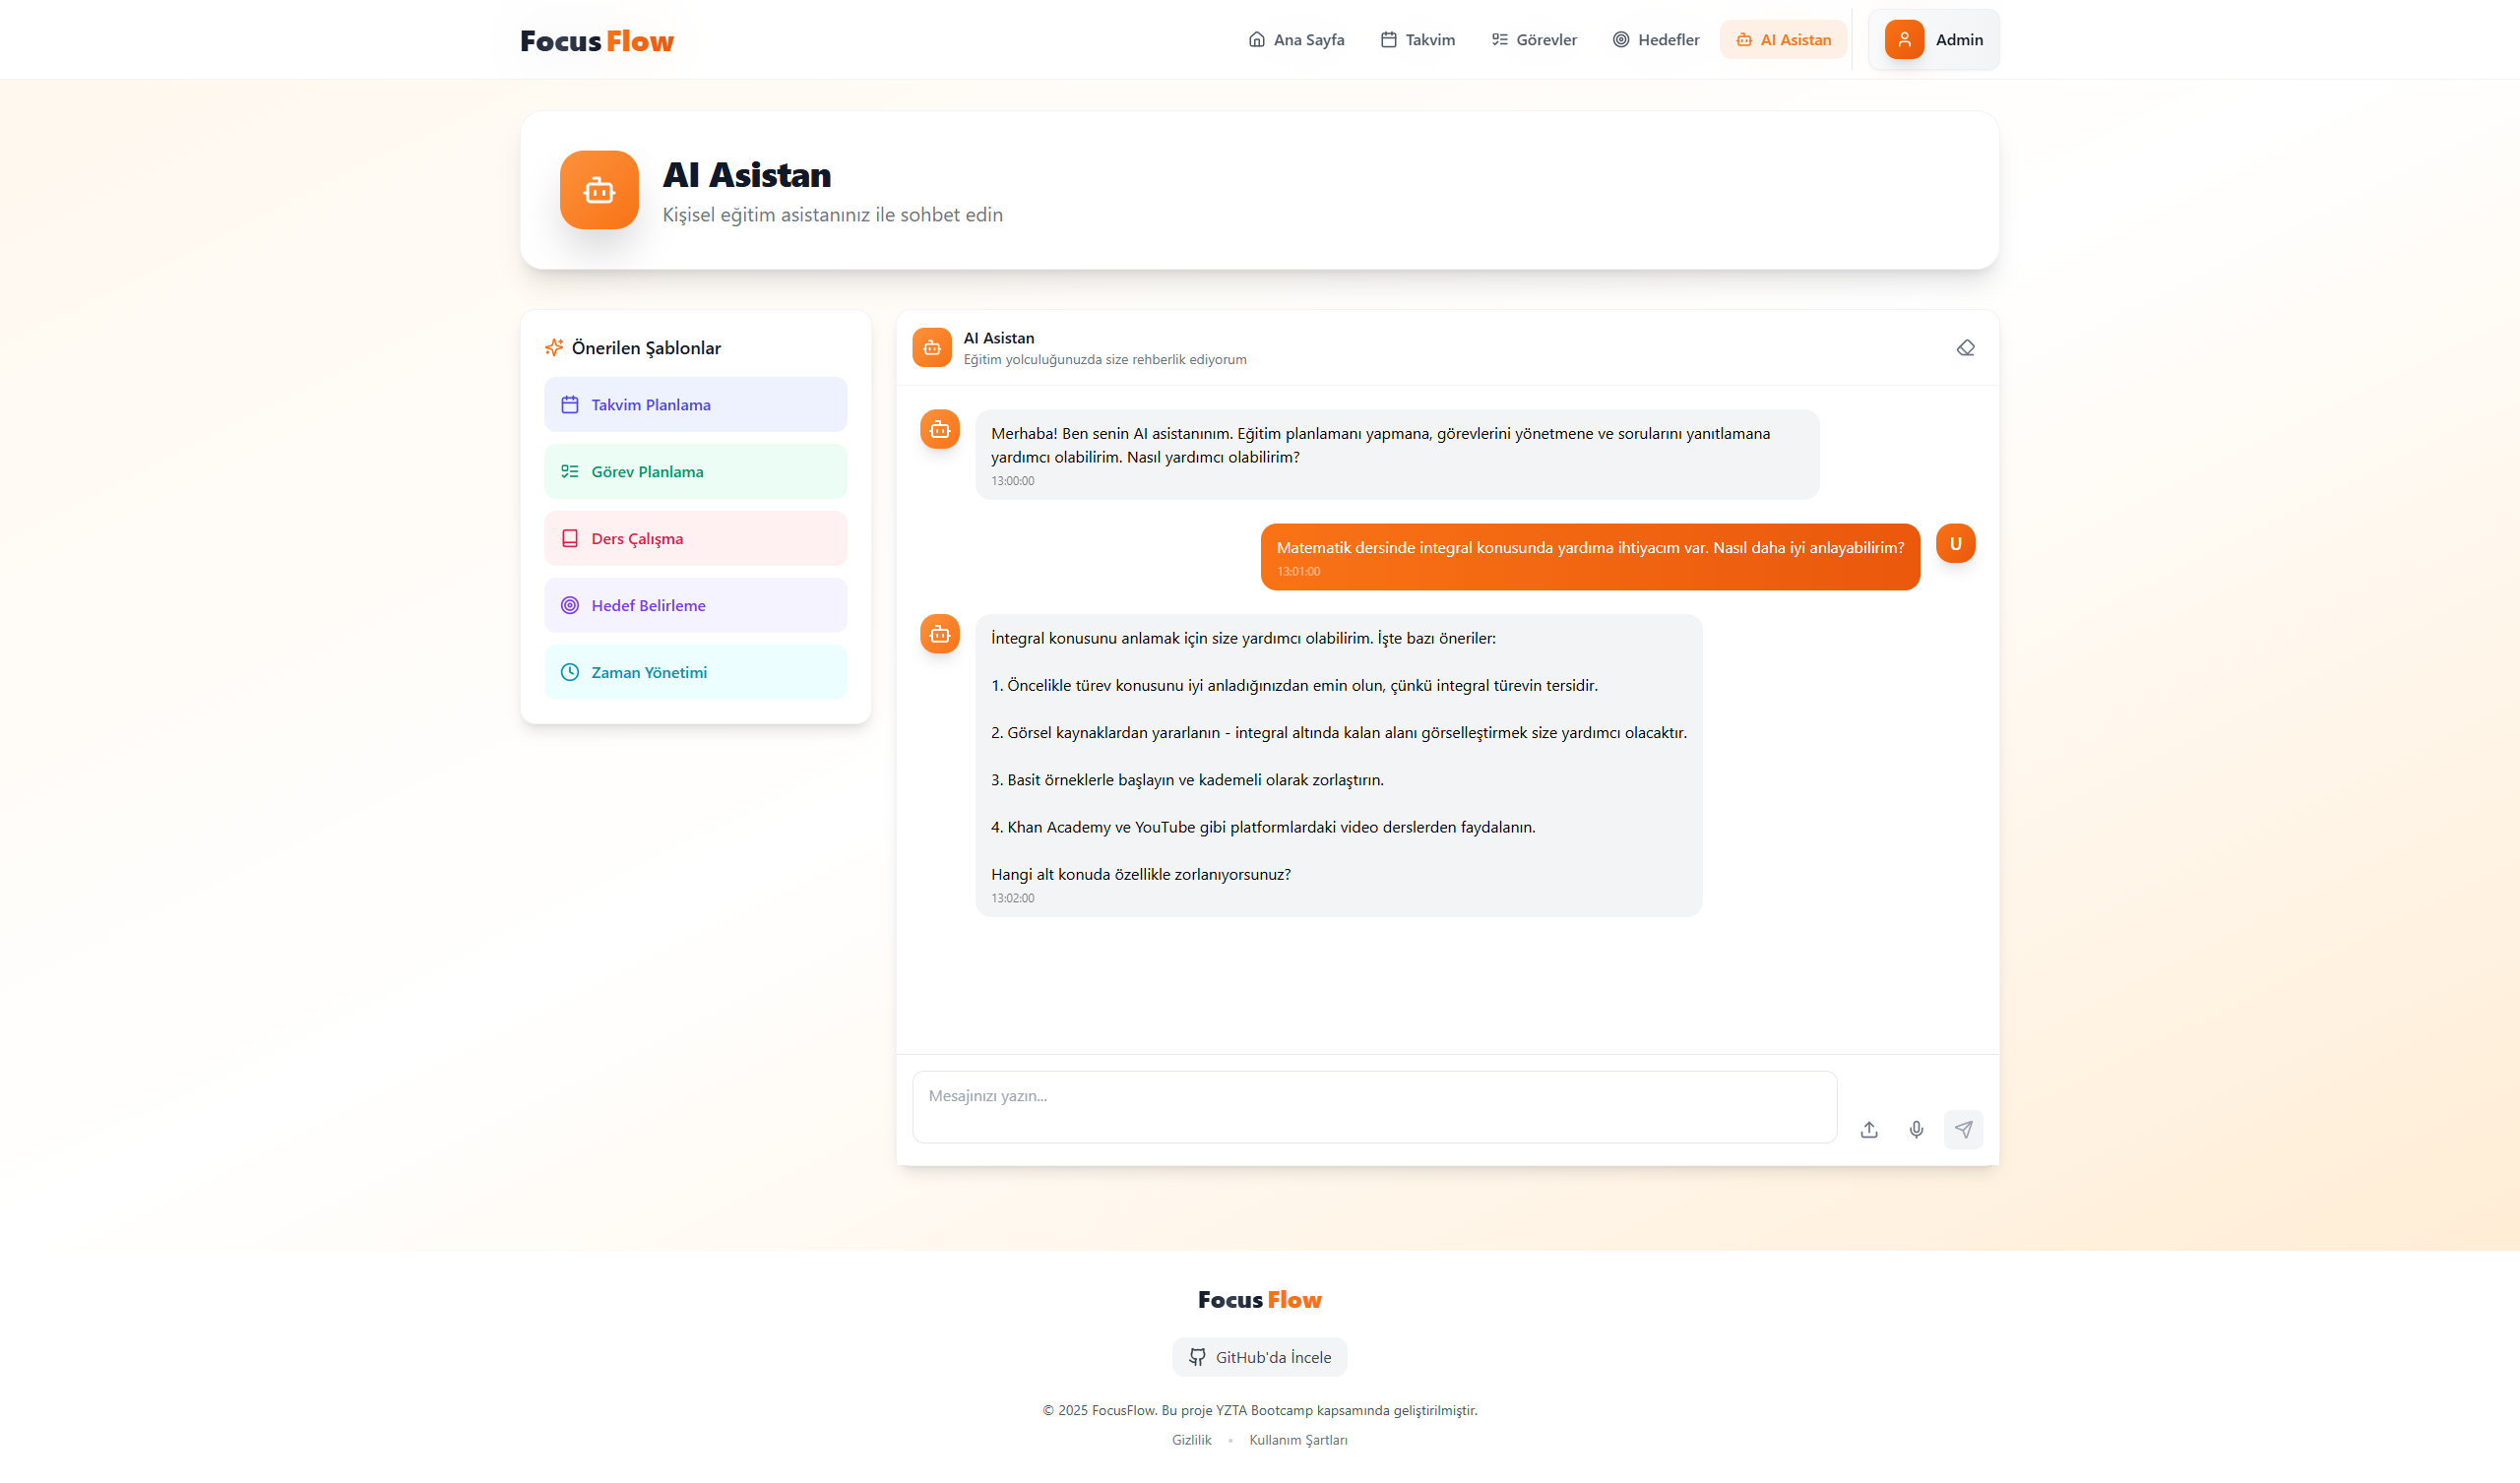 Focus Flow
Ana Sayfa
Takvim
Görevler
Hedefler
AI Asistan
Admin
AI Asistan
Kişisel eğitim asistanınız ile sohbet edin
Önerilen Şablonlar
Takvim Planlama
Görev Planlama
Ders Çalışma
Hedef Belirleme
Zaman Yönetimi
AI Asistan
Eğitim yolculuğunuzda size rehberlik ediyorum
Merhaba! Ben senin AI asistanınım. Eğitim planlamanı yapmana, görevlerini yönetmene ve sorularını yanıtlamana
yardımcı olabilirim. Nasıl yardımcı olabilirim?
13:00:00
Matematik dersinde integral konusunda yardıma ihtiyacım var. Nasıl daha iyi anlayabilirim?
13:01:00
U
İntegral konusunu anlamak için size yardımcı olabilirim. İşte bazı öneriler:
1. Öncelikle türev konusunu iyi anladığınızdan emin olun, çünkü integral türevin tersidir.
2. Görsel kaynaklardan yararlanın - integral altında kalan alanı görselleştirmek size yardımcı olacaktır.
3. Basit örneklerle başlayın ve kademeli olarak zorlaştırın.
4. Khan Academy ve YouTube gibi platformlardaki video derslerden faydalanın.
Hangi alt konuda özellikle zorlanıyorsunuz?
13:02:00
Mesajınızı yazın...
Focus Flow
GitHub'da İncele
© 2025 FocusFlow. Bu proje YZTA Bootcamp kapsamında geliştirilmiştir.
Gizlilik • Kullanım Şartları